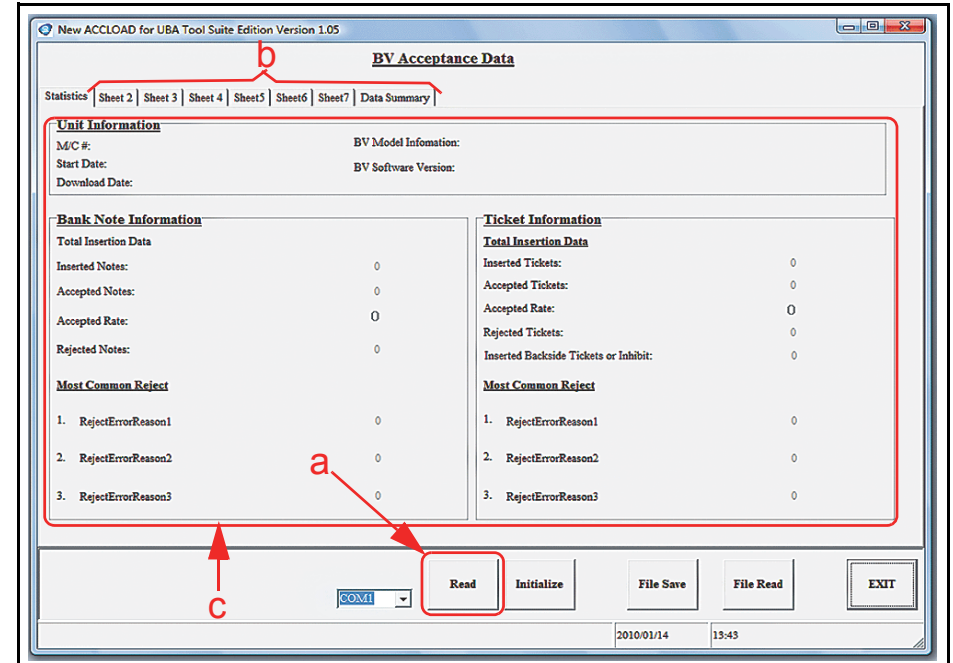 New ACCLOAD for UBA Tool Suite Edition Version 1.05
b
BV Acceptance Data
Statistics Sheet 2 Sheet 3 Sheet 4 Sheet5 Sheet6 Sheet7 Data Summary
Unit Information
M/C #: BV Model Infomation:
Start Date: BV Software Version:
Download Date:
Bank Note Information
Total Insertion Data
Inserted Notes: 0
Accepted Notes: 0
Accepted Rate: 0
Rejected Notes: 0
Most Common Reject
1. RejectErrorReason1 0
2. RejectErrorReason2 0
3. RejectErrorReason3 0
Ticket Information
Total Insertion Data
Inserted Tickets: 0
Accepted Tickets: 0
Accepted Rate: 0
Rejected Tickets: 0
Inserted Backside Tickets or Inhibit: 0
Most Common Reject
1. RejectErrorReason1 0
2. RejectErrorReason2 0
3. RejectErrorReason3 0
a
c
COM1 Read Initialize File Save File Read EXIT
2010/01/14 13:43